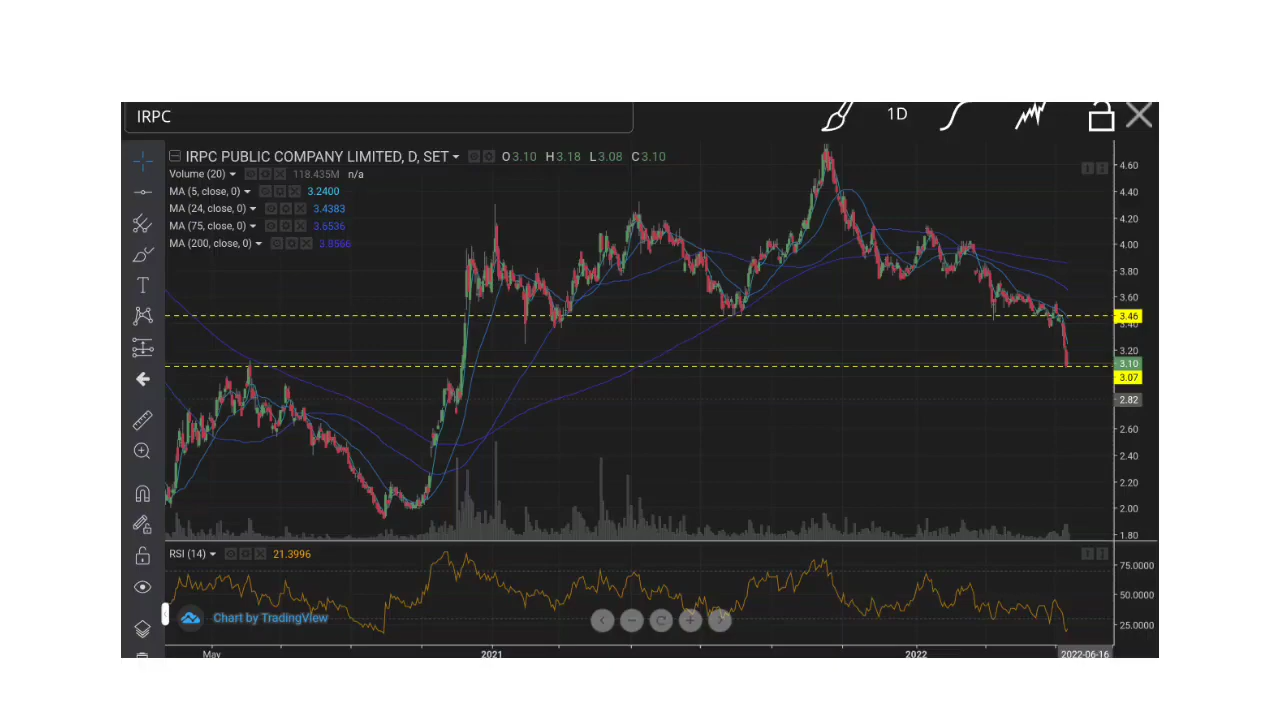 IRPC
1D
IRPC PUBLIC COMPANY LIMITED, D, SET O3.10 H3.18 L3.08 C3.10
Volume (20) 118.435M n/a
MA (5, close, 0) 3.2400
MA (24, close, 0) 3.4383
MA (75, close, 0) 3.6536
MA (200, close, 0) 3.8566
4.60
4.40
4.20
4.00
3.80
3.60
3.46
3.40
3.20
3.10
3.07
2.82
2.60
2.40
2.20
2.00
1.80
RSI (14) 21.3996
75.0000
50.0000
25.0000
Chart by TradingView
May 2021 2022 2022-06-16